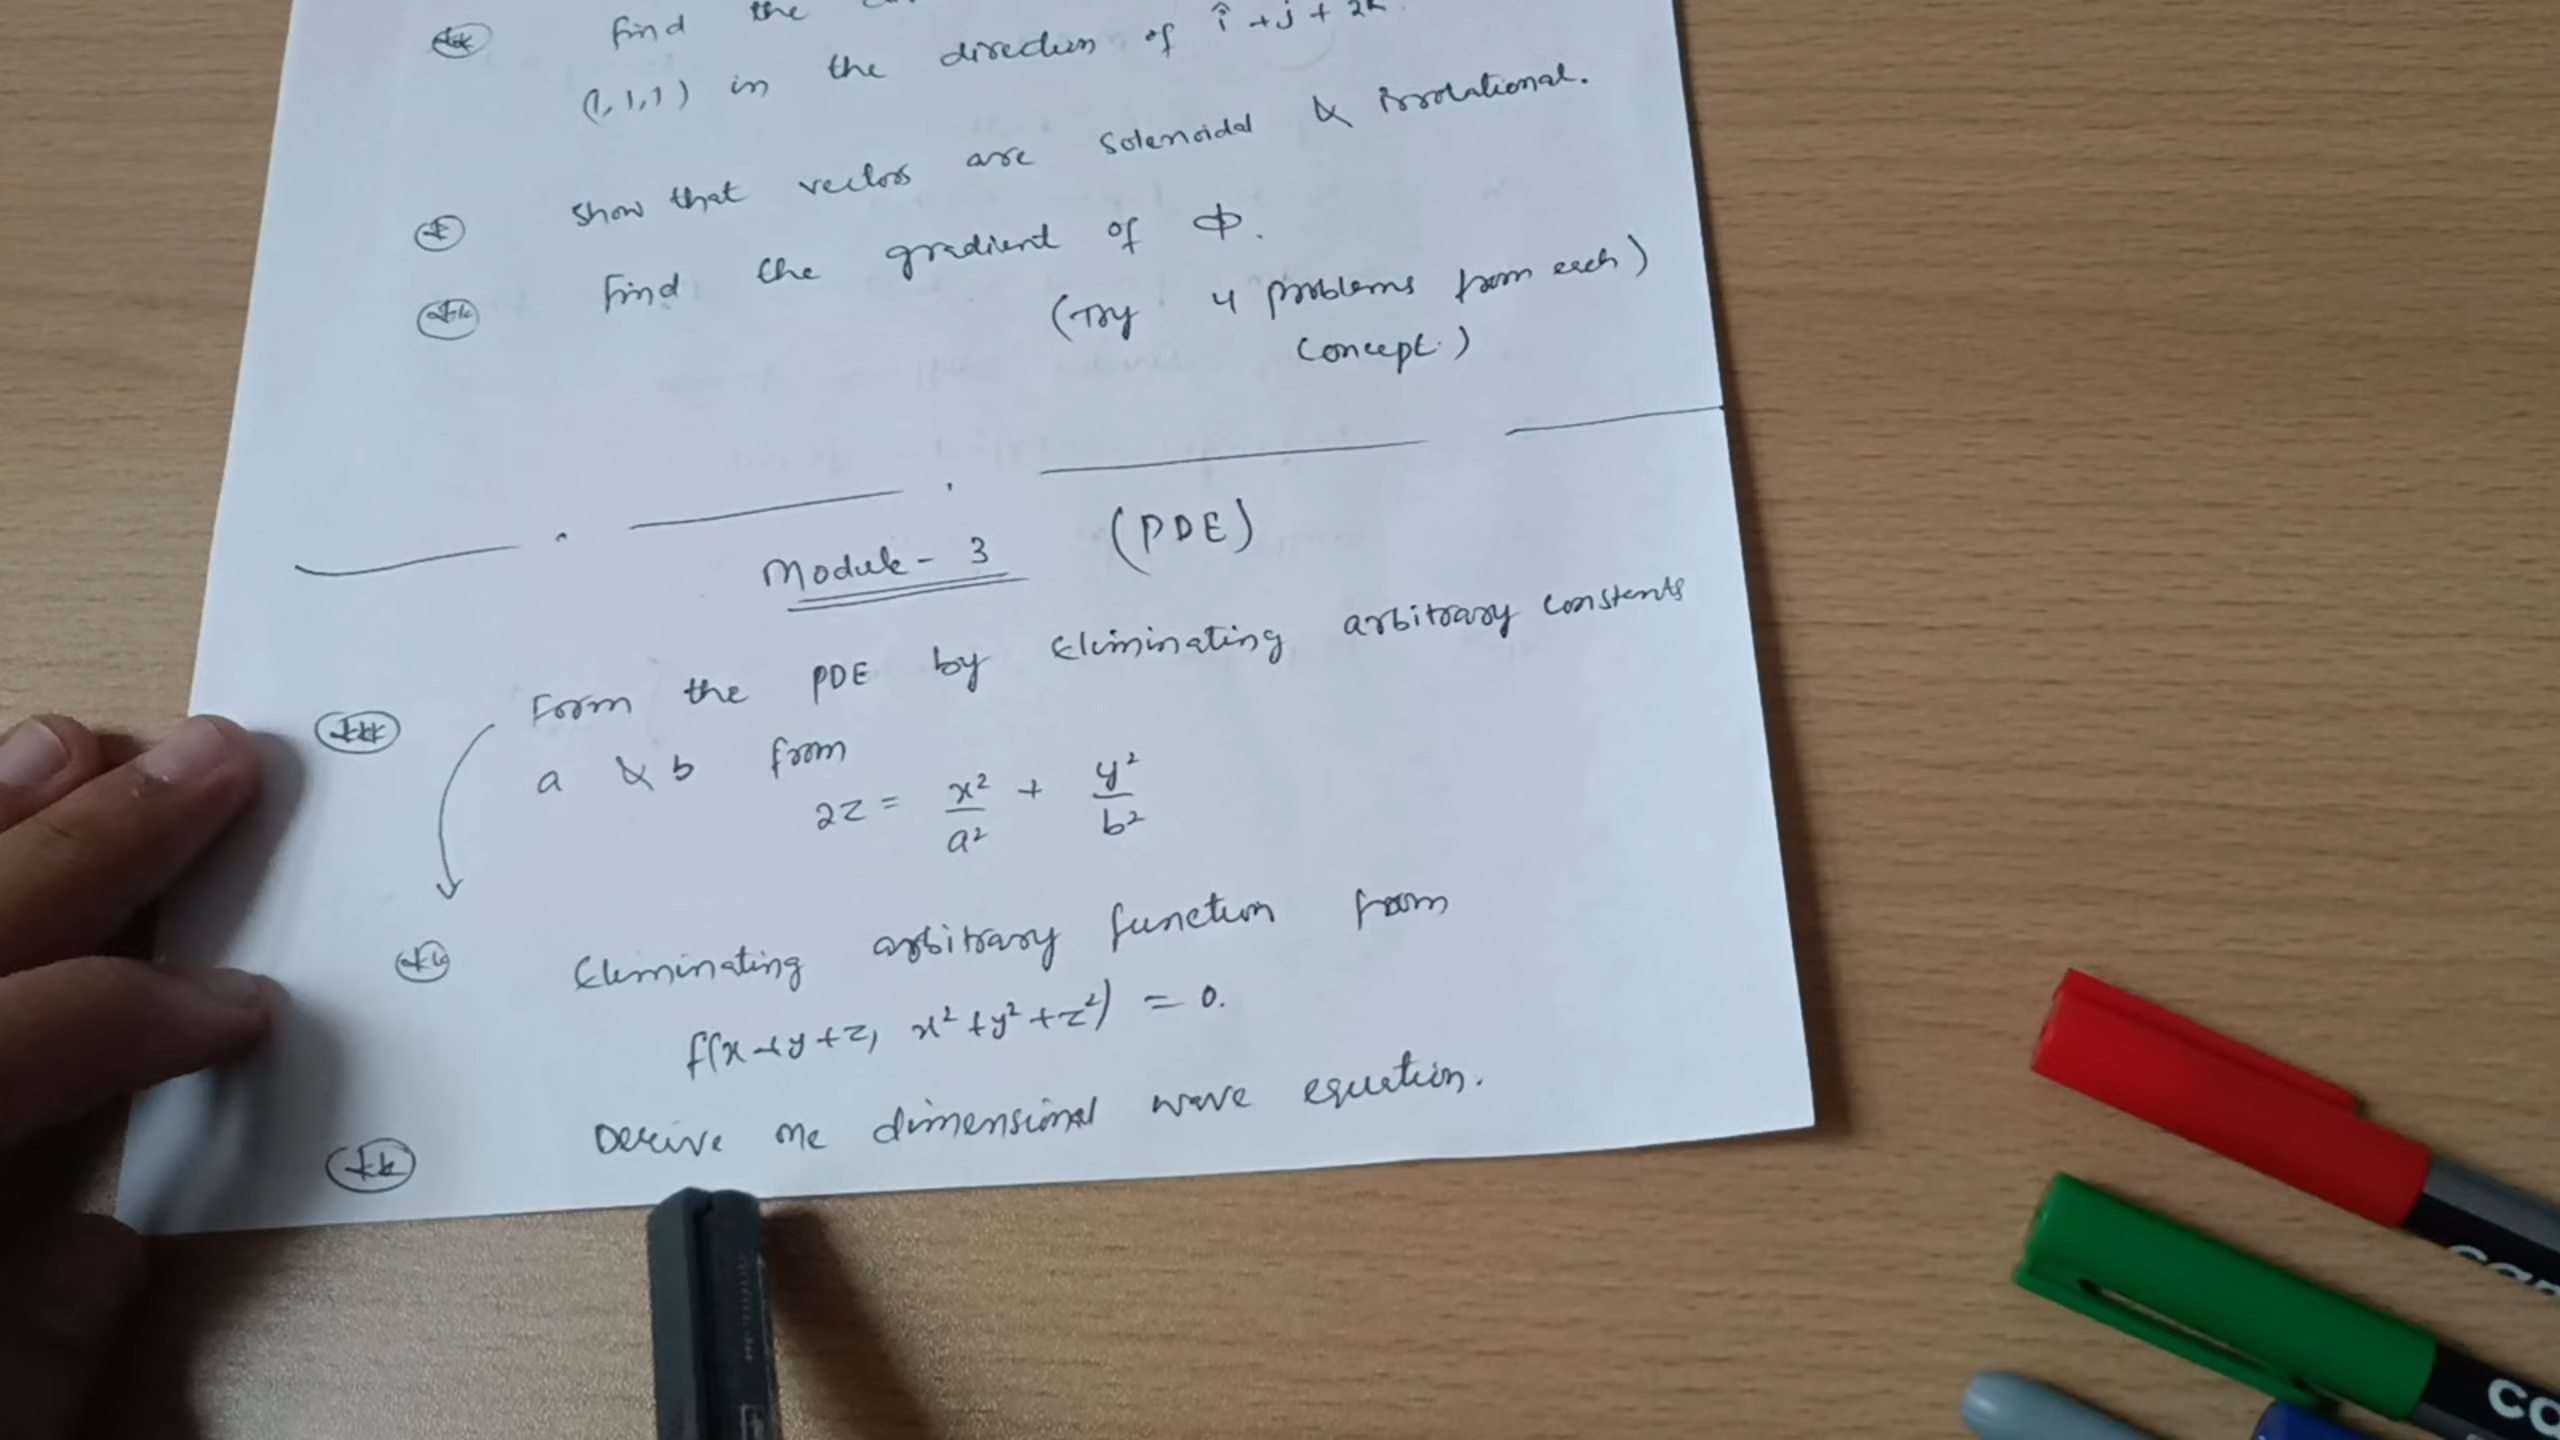 Find the
(1,1,1) in the direction of î + j + 2k
Show that vectors are solenoidal & irrotational.
Find the gradient of Φ.
(Try 4 problems from each)
concept.)
Module - 3 (PDE)
Form the PDE by Eliminating arbitrary constants
a & b from
2z = x²/a² + y²/b²
Eliminating arbitrary function from
f(x+y+z, x²+y²+z²) = 0.
Derive one dimensional wave equation.
co